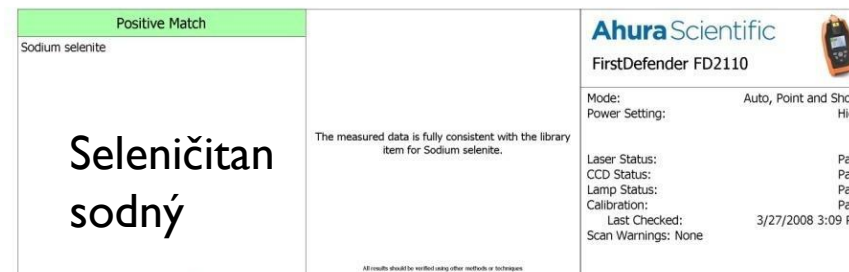 Positive Match
Sodium selenite
Seleničitan
sodný
The measured data is fully consistent with the library
item for Sodium selenite.
All results should be verified using other methods or techniques
Ahura Scientific
FirstDefender FD2110
Mode: Auto, Point and Sho
Power Setting: Hi
Laser Status: Pa
CCD Status: Pa
Lamp Status: Pa
Calibration: Pa
Last Checked: 3/27/2008 3:09 P
Scan Warnings: None